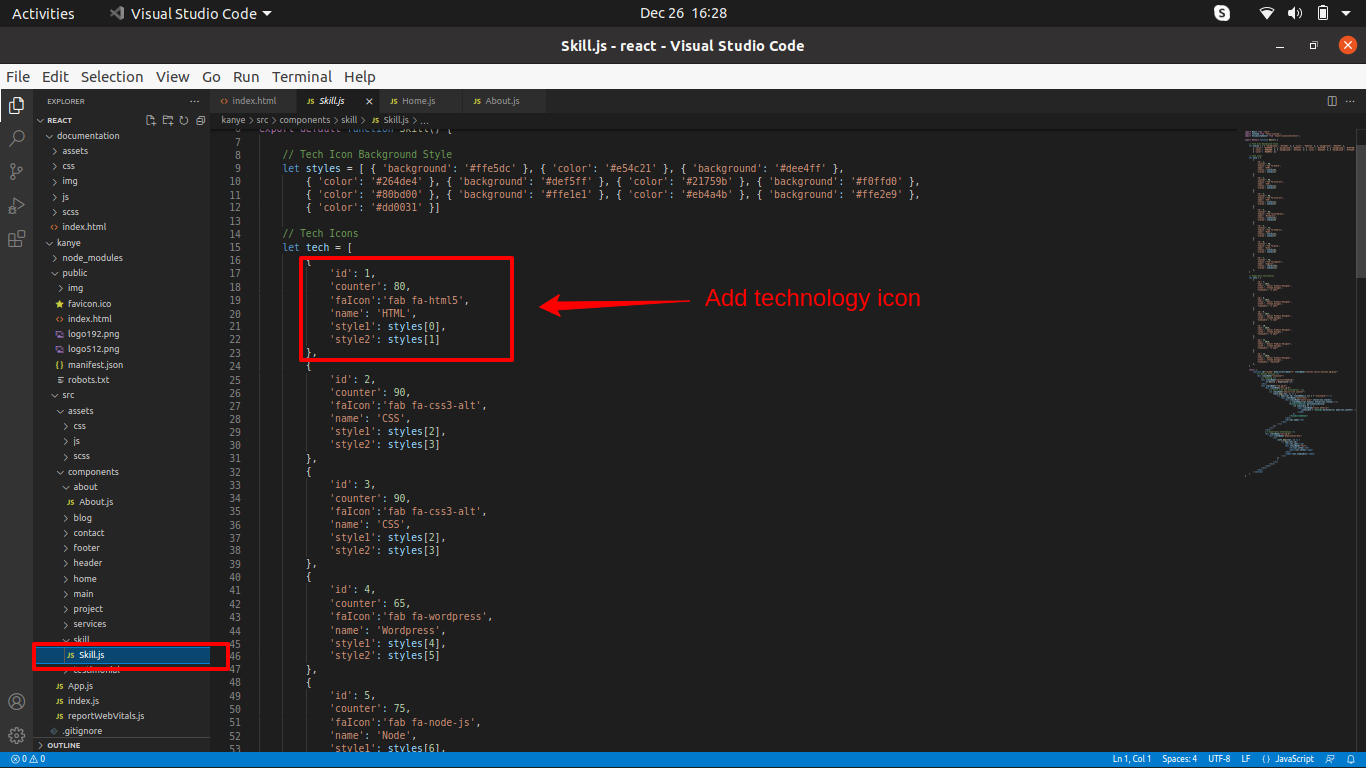 Activities
Visual Studio Code
Dec 26 16:28
Skill.js - react - Visual Studio Code
File Edit Selection View Go Run Terminal Help
EXPLORER
index.html
JS Skill.js
JS Home.js
JS About.js
REACT
documentation
assets
css
img
js
scss
index.html
kanye
node_modules
public
img
favicon.ico
index.html
logo192.png
logo512.png
manifest.json
robots.txt
src
assets
css
js
scss
components
about
JS About.js
blog
contact
footer
header
home
main
project
services
skill
JS Skill.js
testimonial
JS App.js
JS index.js
JS reportWebVitals.js
.gitignore
OUTLINE
kanye > src > components > skill > JS Skill.js > ...
6 export default function Skill() {
7
8 // Tech Icon Background Style
9 let styles = [ { 'background': '#ffe5dc' }, { 'color': '#e54c21' }, { 'background': '#dee4ff' },
10 { 'color': '#264de4' }, { 'background': '#def5ff' }, { 'color': '#21759b' }, { 'background': '#f0ffd0' },
11 { 'color': '#80bd00' }, { 'background': '#ffe1e1' }, { 'color': '#eb4a4b' }, { 'background': '#ffe2e9' },
12 { 'color': '#dd0031' }]
13
14 // Tech Icons
15 let tech = [
16 {
17 'id': 1,
18 'counter': 80,
19 'faIcon':'fab fa-html5',
20 'name': 'HTML',
21 'style1': styles[0],
22 'style2': styles[1]
23 },
24 {
25 'id': 2,
26 'counter': 90,
27 'faIcon':'fab fa-css3-alt',
28 'name': 'CSS',
29 'style1': styles[2],
30 'style2': styles[3]
31 },
32 {
33 'id': 3,
34 'counter': 90,
35 'faIcon':'fab fa-css3-alt',
36 'name': 'CSS',
37 'style1': styles[2],
38 'style2': styles[3]
39 },
40 {
41 'id': 4,
42 'counter': 65,
43 'faIcon':'fab fa-wordpress',
44 'name': 'Wordpress',
45 'style1': styles[4],
46 'style2': styles[5]
47 },
48 {
49 'id': 5,
50 'counter': 75,
51 'faIcon':'fab fa-node-js',
52 'name': 'Node',
53 'style1': styles[6],
Add technology icon
0 0
Ln 1, Col 1 Spaces: 4 UTF-8 LF {} JavaScript